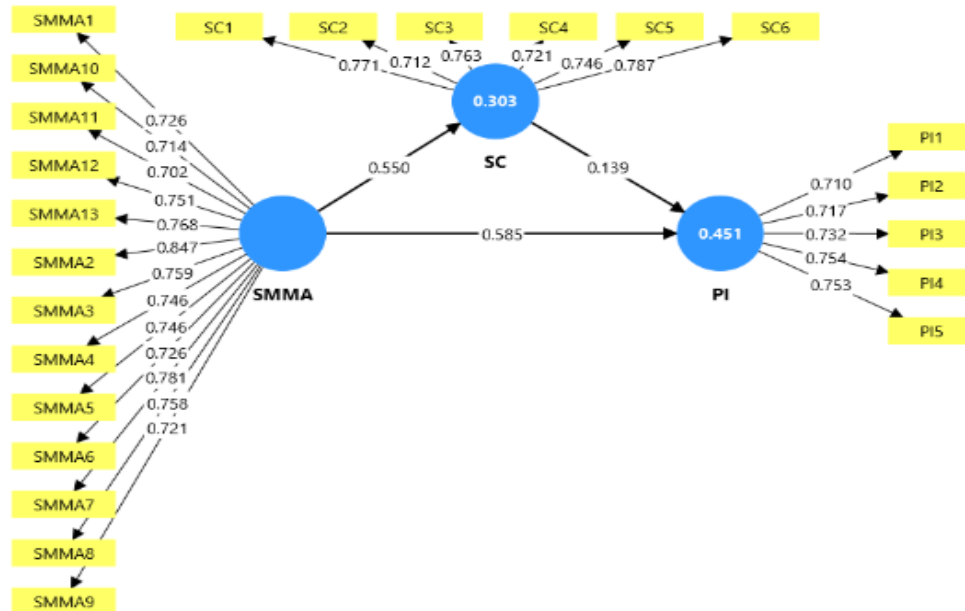 SMMA1
SMMA10
SMMA11
SMMA12
SMMA13
SMMA2
SMMA3
SMMA4
SMMA5
SMMA6
SMMA7
SMMA8
SMMA9
0.726
0.714
0.702
0.751
0.768
0.847
0.759
0.746
0.746
0.726
0.781
0.758
0.721
SMMA
SC1 SC2 SC3 SC4 SC5 SC6
0.771 0.712 0.763 0.721 0.746 0.787
0.303
SC
0.550
0.139
0.585
0.451
PI
0.710
0.717
0.732
0.754
0.753
PI1
PI2
PI3
PI4
PI5